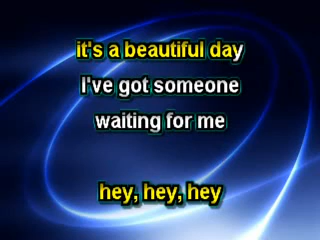 it's a beautiful day
I've got someone
waiting for me
hey, hey, hey